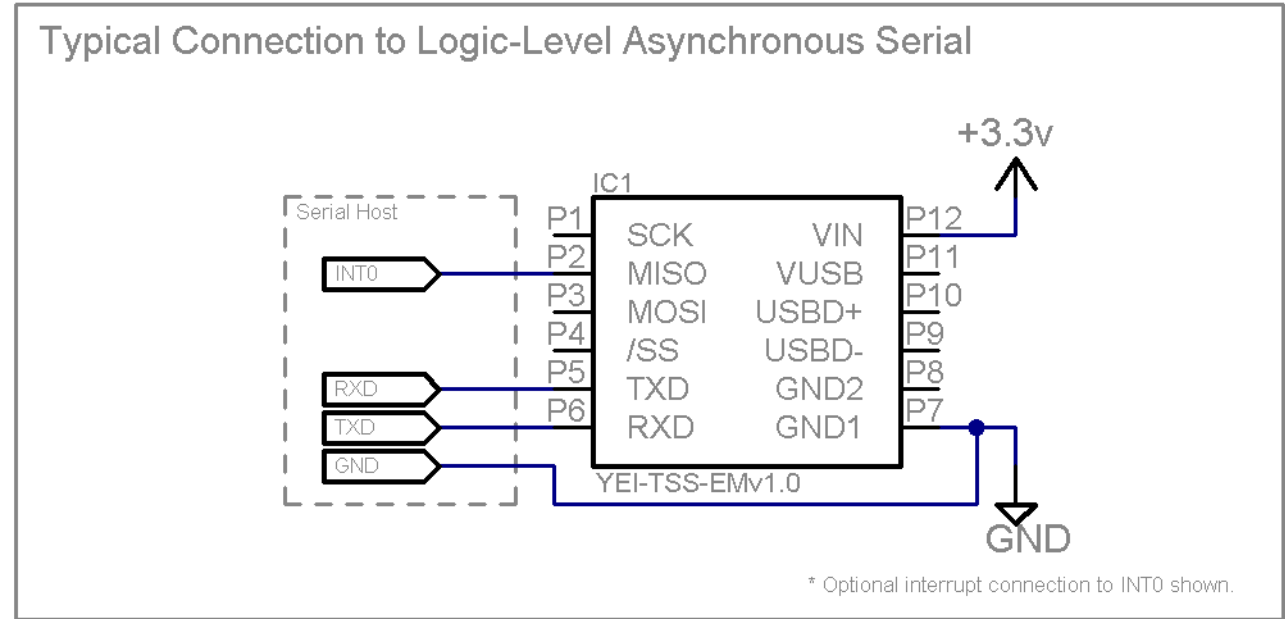 Typical Connection to Logic-Level Asynchronous Serial
+3.3v
IC1
Serial Host
P1 SCK VIN P12
INT0 P2 MISO VUSB P11
P3 MOSI USBD+ P10
P4 /SS USBD- P9
RXD P5 TXD GND2 P8
TXD P6 RXD GND1 P7
GND
YEI-TSS-EMv1.0
GND
* Optional interrupt connection to INT0 shown.